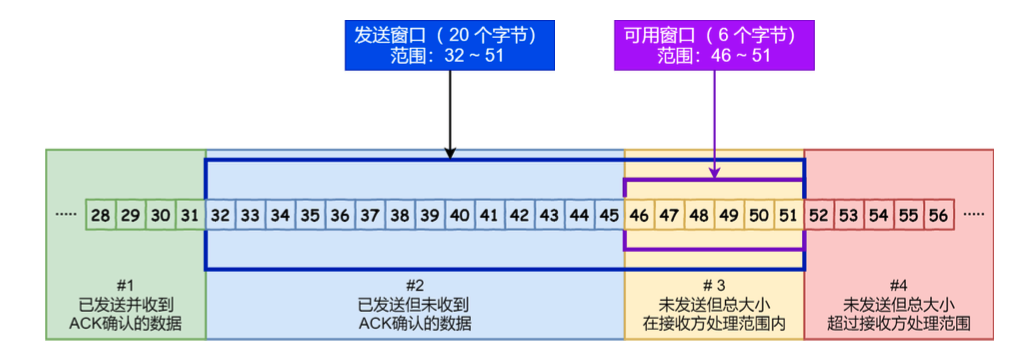 发送窗口（ 20 个字节）
范围：32 ~ 51
可用窗口（ 6 个字节）
范围：46 ~ 51
····· 28 29 30 31 32 33 34 35 36 37 38 39 40 41 42 43 44 45 46 47 48 49 50 51 52 53 54 55 56 ·····
#1
已发送并收到
ACK确认的数据
#2
已发送但未收到
ACK确认的数据
# 3
未发送但总大小
在接收方处理范围内
#4
未发送但总大小
超过接收方处理范围